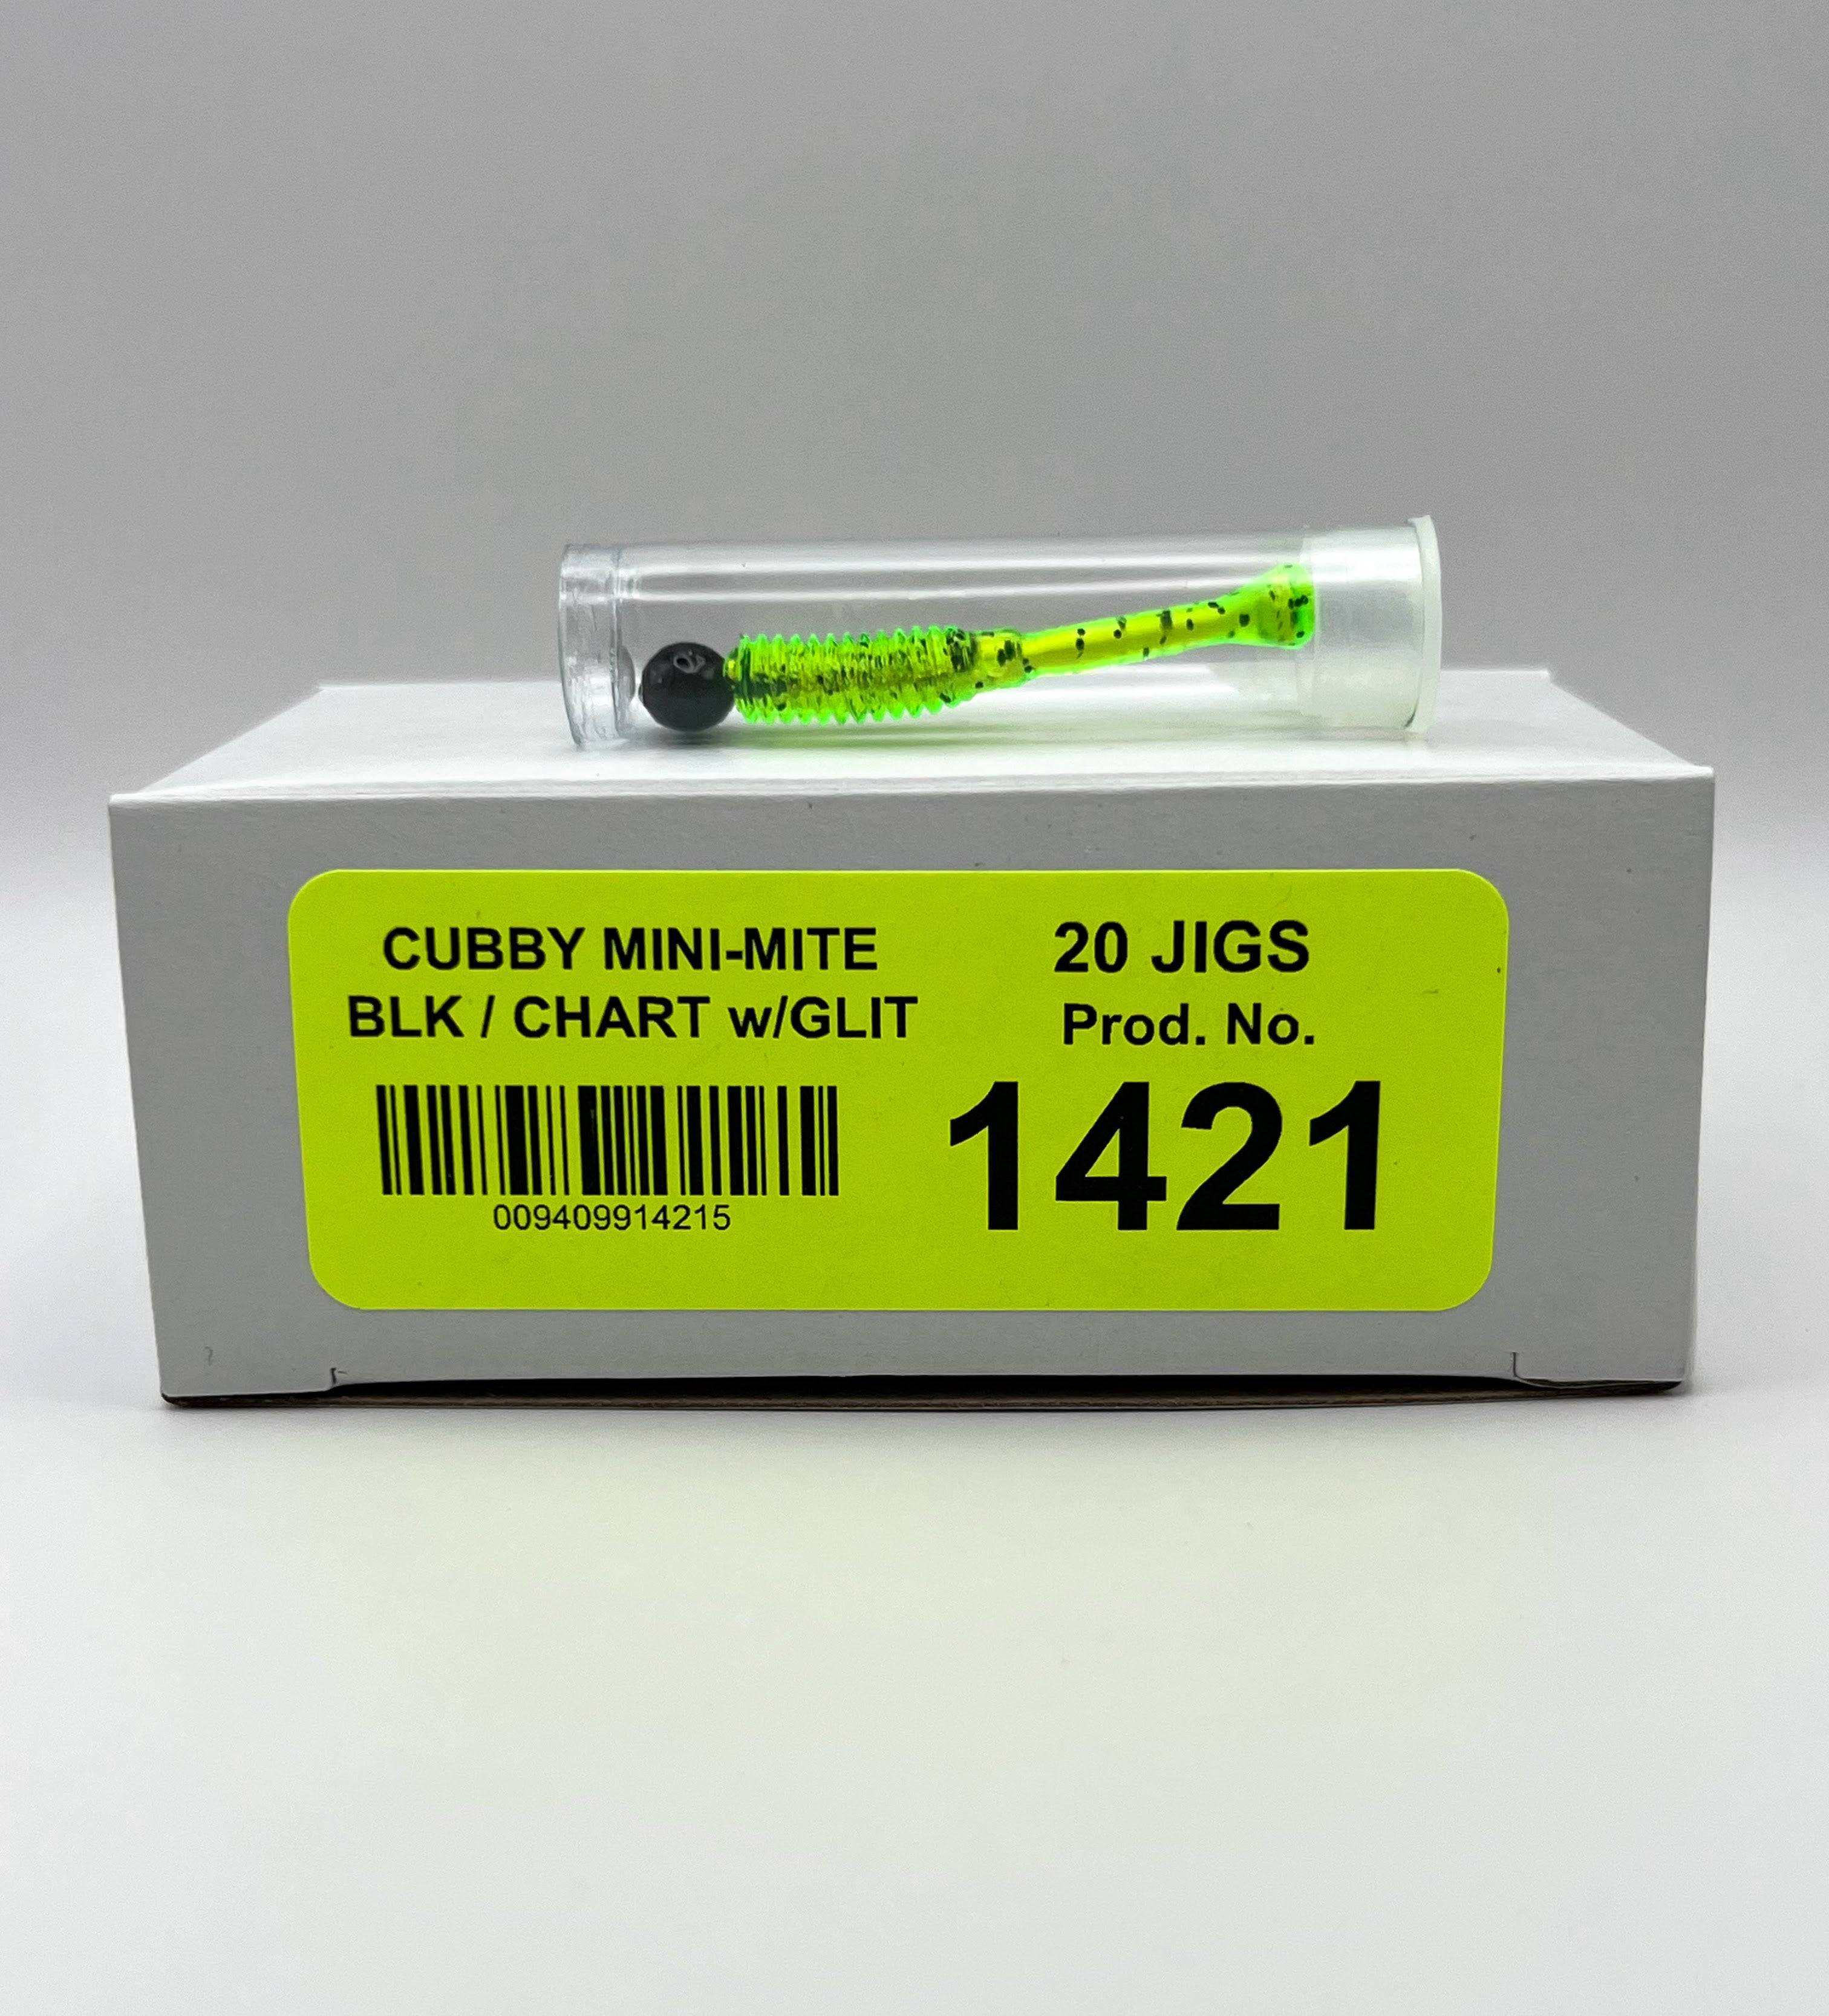 CUBBY MINI-MITE
BLK / CHART w/GLIT
009409914215
20 JIGS
Prod. No.
1421